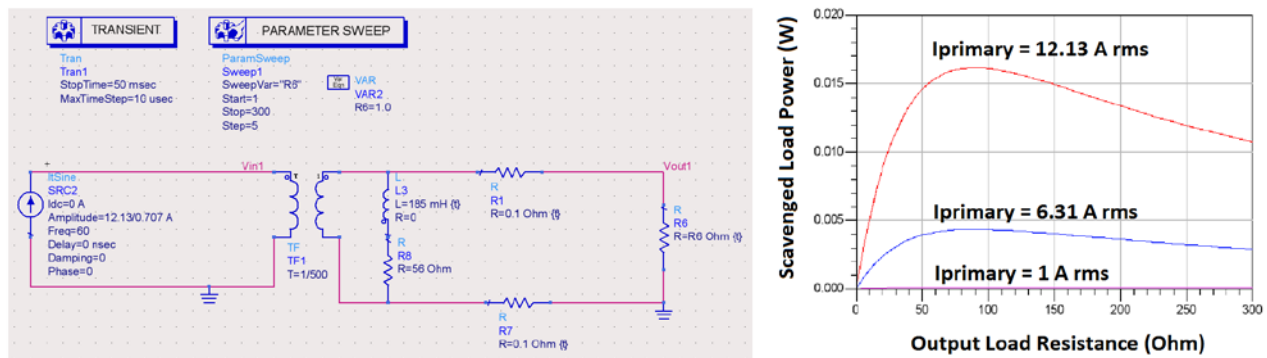 TRANSIENT
Tran
Tran1
StopTime=50 msec
MaxTimeStep=10 usec
PARAMETER SWEEP
ParamSweep
Sweep1
SweepVar="R6"
Start=1
Stop=300
Step=5
Var
Eqn
VAR
VAR2
R6=1.0
Vin1
ItSine
SRC2
Idc=0 A
Amplitude=12.13/0.707 A
Freq=60
Delay=0 nsec
Damping=0
Phase=0
TF
TF1
T=1/500
L
L3
L=185 mH {t}
R=0
R
R8
R=56 Ohm
R
R1
R=0.1 Ohm {t}
R
R7
R=0.1 Ohm {t}
Vout1
R
R6
R=R6 Ohm {t}
Scavenged Load Power (W)
0.020
0.015
0.010
0.005
0.000
Iprimary = 12.13 A rms
Iprimary = 6.31 A rms
Iprimary = 1 A rms
0
50
100
150
200
250
300
Output Load Resistance (Ohm)